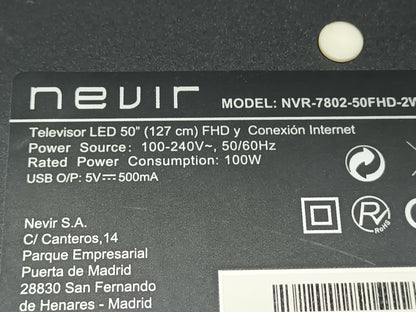 nevir
MODEL: NVR-7802-50FHD-2W
Televisor LED 50" (127 cm) FHD y Conexión Internet
Power Source: 100-240V~, 50/60Hz
Rated Power Consumption: 100W
USB O/P: 5V⎓500mA
RoHS
Nevir S.A.
C/ Canteros,14
Parque Empresarial
Puerta de Madrid
28830 San Fernando
de Henares - Madrid